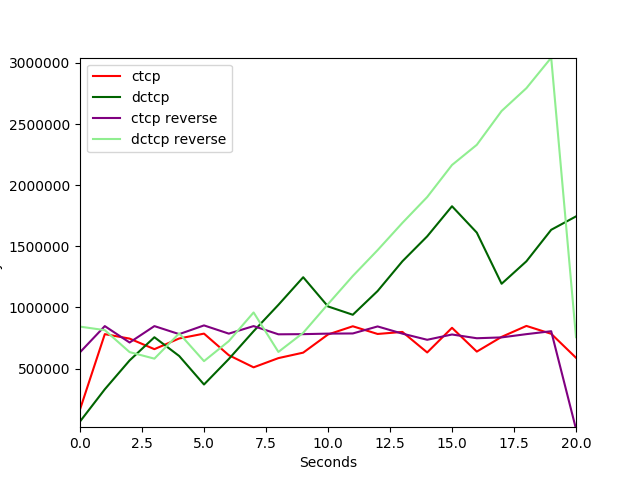 3000000
2500000
2000000
1500000
1000000
500000
ctcp
dctcp
ctcp reverse
dctcp reverse
0.0 2.5 5.0 7.5 10.0 12.5 15.0 17.5 20.0
Seconds